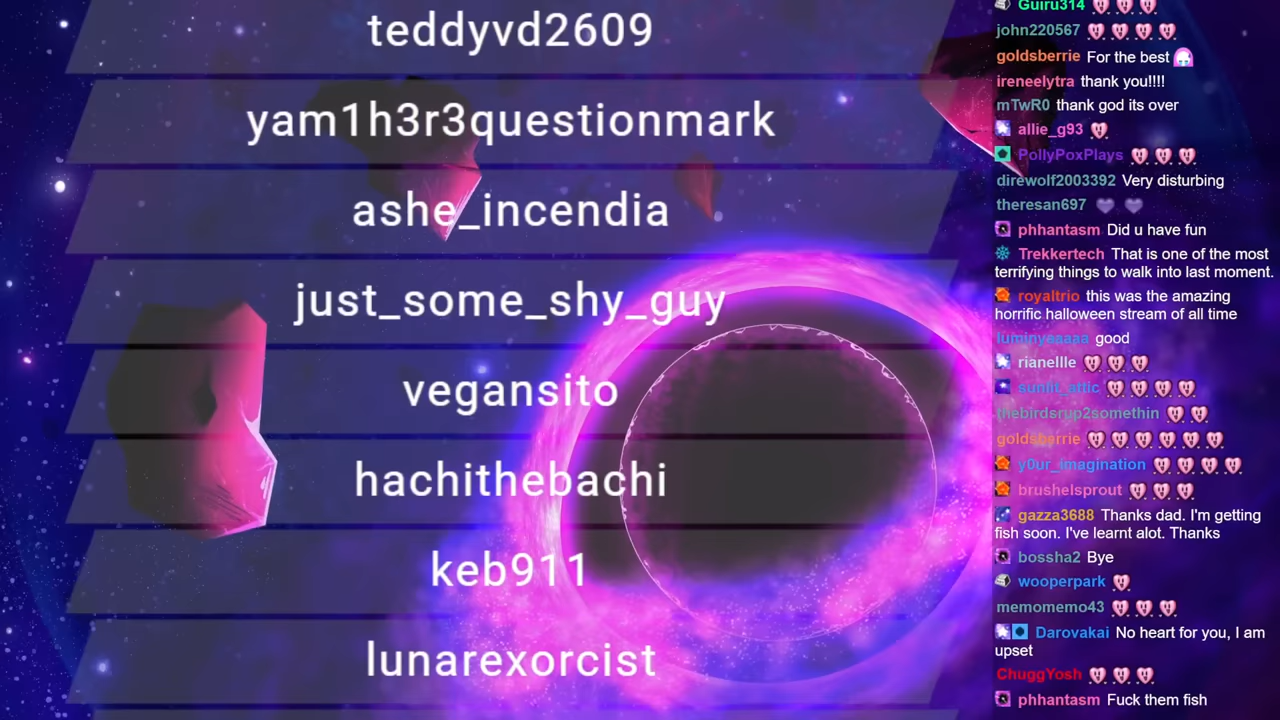 teddyvd2609
yam1h3r3questionmark
ashe_incendia
just_some_shy_guy
vegansito
hachithebachi
keb911
lunarexorcist
Guiru314
john220567
goldsberrie For the best
ireneelytra thank you!!!!
mTwR0 thank god its over
allie_g93
PollyPoxPlays
direwolf2003392 Very disturbing
theresan697
phhantasm Did u have fun
Trekkertech That is one of the most
terrifying things to walk into last moment.
royaltrio this was the amazing
horrific halloween stream of all time
luminyaaaaa good
rianellle
sunlit_attic
thebirdsrup2somethin
goldsberrie
y0ur_imagination
brushelsprout
gazza3688 Thanks dad. I'm getting
fish soon. I've learnt alot. Thanks
bossha2 Bye
wooperpark
memomemo43
Darovakai No heart for you, I am
upset
ChuggYosh
phhantasm Fuck them fish